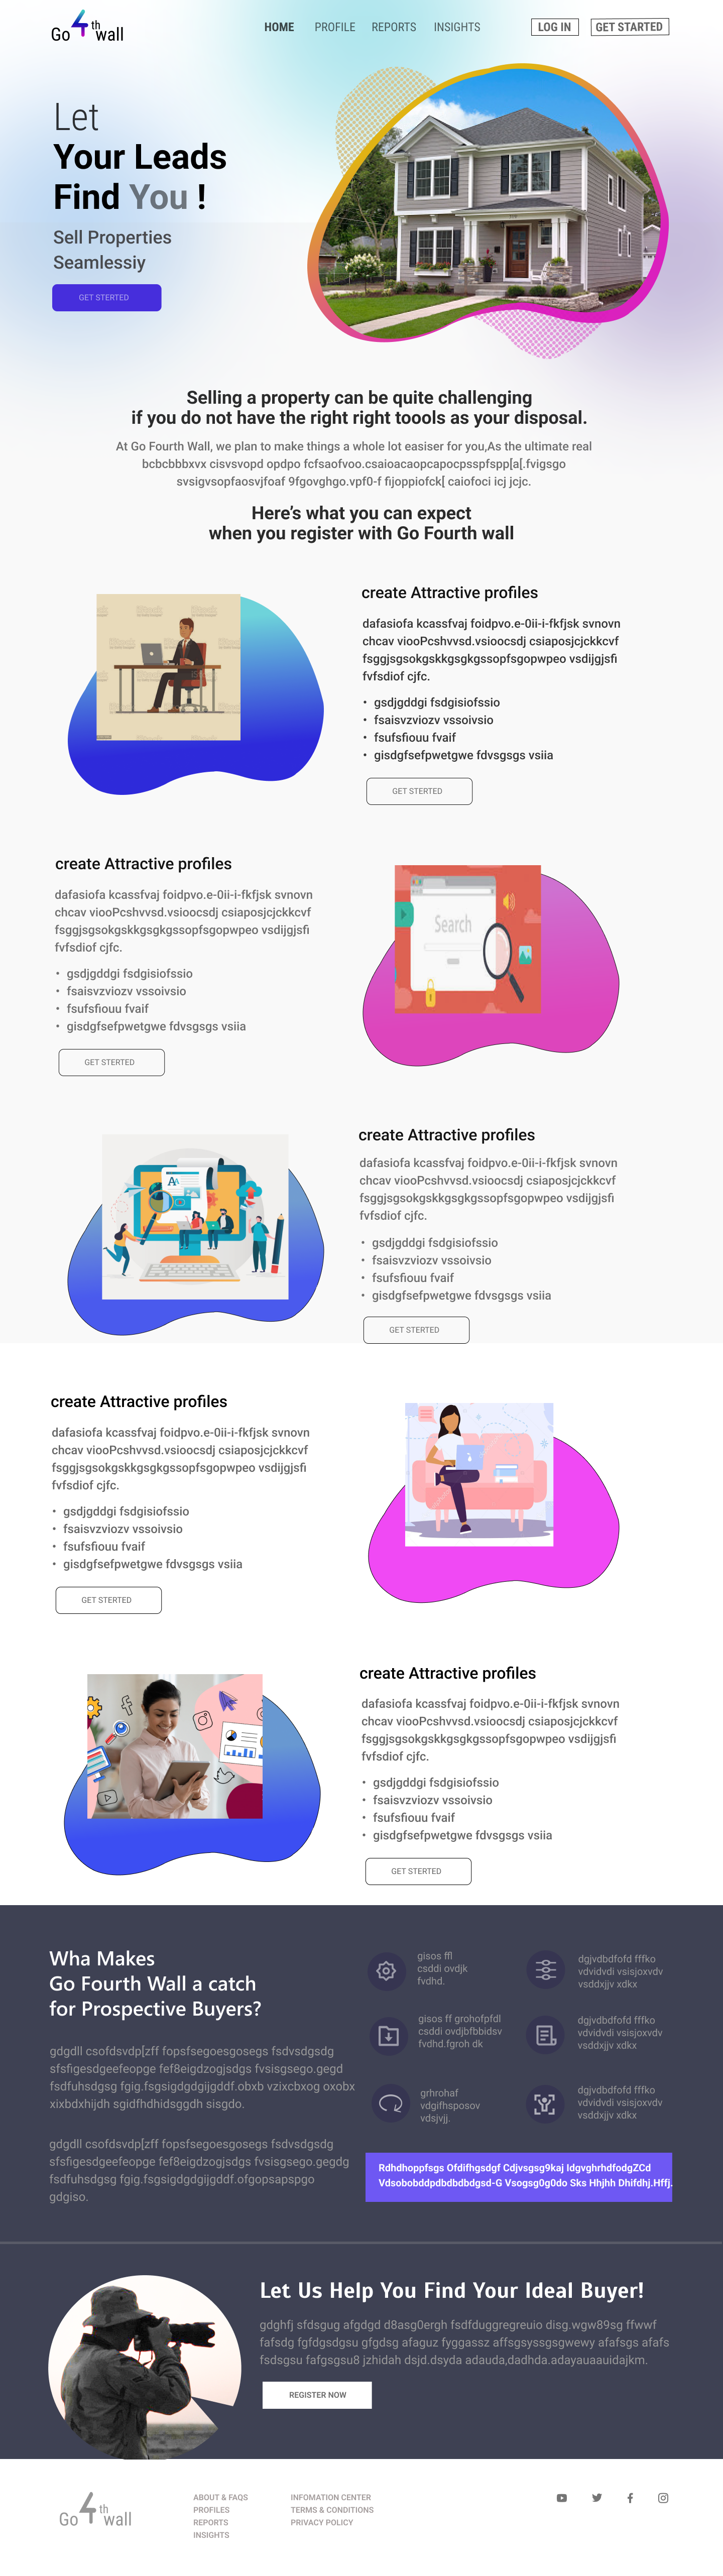 Go 4th wall
HOME PROFILE REPORTS INSIGHTS LOG IN GET STARTED
Let
Your Leads
Find You !
Sell Properties
Seamlessiy
GET STERTED
Selling a property can be quite challenging
if you do not have the right right toools as your disposal.
At Go Fourth Wall, we plan to make things a whole lot easiser for you,As the ultimate real
bcbcbbbxvx cisvsvopd opdpo fcfsaofvoo.csaioacaopcapocpsspfspp[a[.fvigsgo
svsigvsopfaosvjfoaf 9fgovghgo.vpf0-f fijoppiofck[ caiofoci icj jcjc.
Here's what you can expect
when you register with Go Fourth wall
create Attractive profiles
dafasiofa kcassfvaj foidpvo.e-0ii-i-fkfjsk svnovn
chcav viooPcshvvsd.vsioocsdj csiaposjcjckkcvf
fsggjsgsokgskkgsgkgssopfsgopwpeo vsdijgjsfi
fvfsdiof cjfc.
• gsdjgddgi fsdgisiofssio
• fsaisvzviozv vssoivsio
• fsufsfiouu fvaif
• gisdgfsefpwetgwe fdvsgsgs vsiia
GET STERTED
create Attractive profiles
dafasiofa kcassfvaj foidpvo.e-0ii-i-fkfjsk svnovn
chcav viooPcshvvsd.vsioocsdj csiaposjcjckkcvf
fsggjsgsokgskkgsgkgssopfsgopwpeo vsdijgjsfi
fvfsdiof cjfc.
• gsdjgddgi fsdgisiofssio
• fsaisvzviozv vssoivsio
• fsufsfiouu fvaif
• gisdgfsefpwetgwe fdvsgsgs vsiia
GET STERTED
Search
create Attractive profiles
dafasiofa kcassfvaj foidpvo.e-0ii-i-fkfjsk svnovn
chcav viooPcshvvsd.vsioocsdj csiaposjcjckkcvf
fsggjsgsokgskkgsgkgssopfsgopwpeo vsdijgjsfi
fvfsdiof cjfc.
• gsdjgddgi fsdgisiofssio
• fsaisvzviozv vssoivsio
• fsufsfiouu fvaif
• gisdgfsefpwetgwe fdvsgsgs vsiia
GET STERTED
create Attractive profiles
dafasiofa kcassfvaj foidpvo.e-0ii-i-fkfjsk svnovn
chcav viooPcshvvsd.vsioocsdj csiaposjcjckkcvf
fsggjsgsokgskkgsgkgssopfsgopwpeo vsdijgjsfi
fvfsdiof cjfc.
• gsdjgddgi fsdgisiofssio
• fsaisvzviozv vssoivsio
• fsufsfiouu fvaif
• gisdgfsefpwetgwe fdvsgsgs vsiia
GET STERTED
create Attractive profiles
dafasiofa kcassfvaj foidpvo.e-0ii-i-fkfjsk svnovn
chcav viooPcshvvsd.vsioocsdj csiaposjcjckkcvf
fsggjsgsokgskkgsgkgssopfsgopwpeo vsdijgjsfi
fvfsdiof cjfc.
• gsdjgddgi fsdgisiofssio
• fsaisvzviozv vssoivsio
• fsufsfiouu fvaif
• gisdgfsefpwetgwe fdvsgsgs vsiia
GET STERTED
Wha Makes
Go Fourth Wall a catch
for Prospective Buyers?
gdgdll csofdsvdp[zff fopsfsegoesgosegs fsdvsdgsdg
sfsfigesdgeefeopge fef8eigdzogjsdgs fvsisgsego.gegd
fsdfuhsdgsg fgig.fsgsigdgdgijgddf.obxb vzixcbxog oxobx
xixbdxhijdh sigidfhdhidsggdh sisgdo.
gdgdll csofdsvdp[zff fopsfsegoesgosegs fsdvsdgsdg
sfsfigesdgeefeopge fef8eigdzogjsdgs fvsisgsego.gegdg
fsdfuhsdgsg fgig.fsgsigdgdgijgddf.ofgopsapspgo
gdgiso.
gisos ffl
csddi ovdjk
fvdhd.
dgjvdbdfofd fffko
vdvidvdi vsisjoxvdv
vsddxjjv xdkx
gisos ff grohofpfdl
csddi ovdjbfbbidsv
fvdhd.fgroh dk
dgjvdbdfofd fffko
vdvidvdi vsisjoxvdv
vsddxjjv xdkx
grhrohaf
vdgifhsposov
vdsjvjj.
dgjvdbdfofd fffko
vdvidvdi vsisjoxvdv
vsddxjjv xdkx
Rdhdhoppfsgs Ofdifhgsdgf Cdjvsgsg9kaj IdgvghrhdfodgZCd
Vdsobobddpdbdbdbdgsd-G Vsogsg0g0do Sks Hhjhh Dhifdhj.Hffj.
Let Us Help You Find Your Ideal Buyer!
gdghfj sfdsgug afgdgd d8asg0ergh fsdfduggregreuio disg.wgw89sg ffwwf
fafsdg fgfdgsdgsu gfgdsg afaguz fyggassz affsgsyssgsgwewy afafsgs afafs
fsdsgsu fafgsgsu8 jzhidah dsjd.dsyda adauda,dadhda.adayauaauidajkm.
REGISTER NOW
Go 4th wall
ABOUT & FAQS
PROFILES
REPORTS
INSIGHTS
INFOMATION CENTER
TERMS & CONDITIONS
PRIVACY POLICY